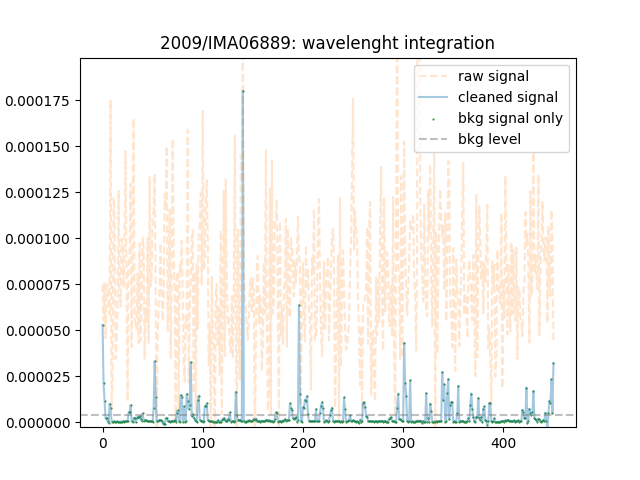 2009/IMA06889: wavelenght integration
raw signal
cleaned signal
bkg signal only
bkg level
0.000175
0.000150
0.000125
0.000100
0.000075
0.000050
0.000025
0.000000
0 100 200 300 400